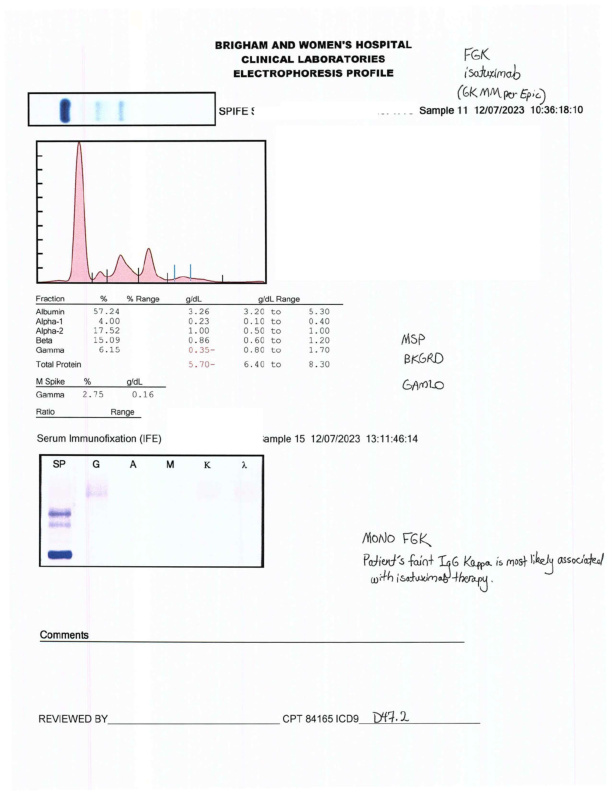 BRIGHAM AND WOMEN'S HOSPITAL
CLINICAL LABORATORIES
ELECTROPHORESIS PROFILE
FGK
isatuximab
(GK MM per Epic)
SPIFE Sample 11 12/07/2023 10:36:18:10
Fraction % % Range g/dL g/dL Range
Albumin 57.24 3.26 3.20 to 5.30
Alpha-1 4.00 0.23 0.10 to 0.40
Alpha-2 17.52 1.00 0.50 to 1.00
Beta 15.09 0.86 0.60 to 1.20
Gamma 6.15 0.35- 0.80 to 1.70
Total Protein 5.70- 6.40 to 8.30
MSP
BKGRD
GAMLO
M Spike % g/dL
Gamma 2.75 0.16
Ratio Range
Serum Immunofixation (IFE) ample 15 12/07/2023 13:11:46:14
SP G A M K λ
MONO FGK
Patient's faint IgG Kappa is most likely associated
with isatuximab therapy.
Comments
REVIEWED BY CPT 84165 ICD9 D47.2